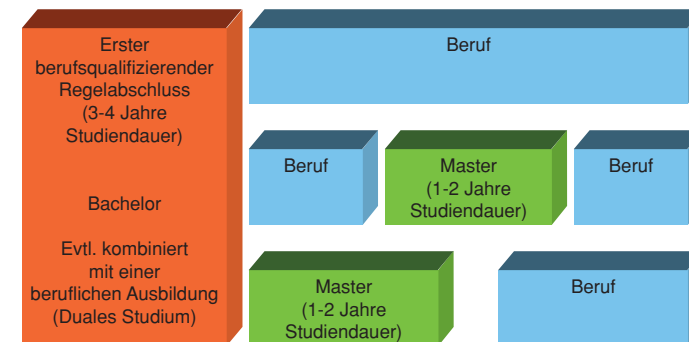 Erster
berufsqualifizierender
Regelabschluss
(3-4 Jahre
Studiendauer)
Bachelor
Evtl. kombiniert
mit einer
beruflichen Ausbildung
(Duales Studium)
Beruf
Beruf
Master
(1-2 Jahre
Studiendauer)
Beruf
Master
(1-2 Jahre
Studiendauer)
Beruf